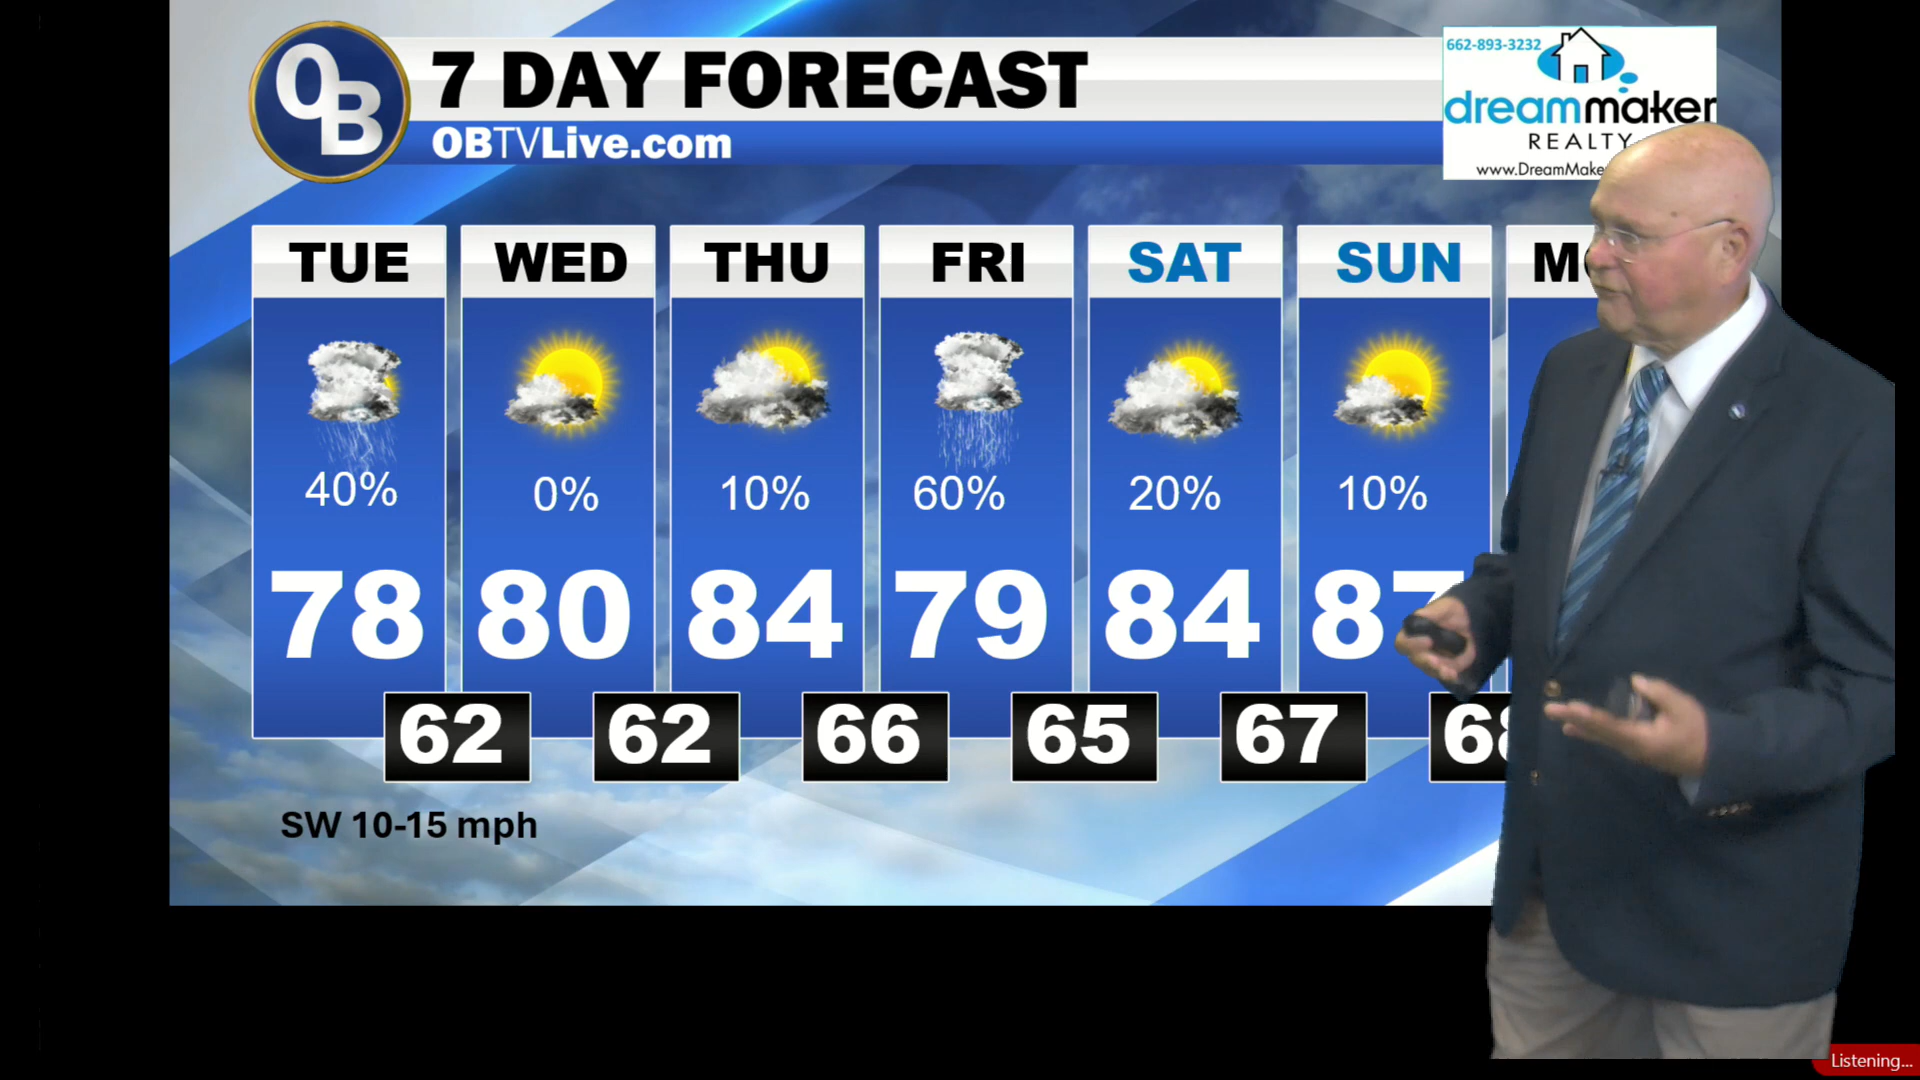 OB
7 DAY FORECAST
OBTVLive.com
662-893-3232
dreammaker
REALTY
TUE
WED
THU
FRI
SAT
SUN
40%
0%
10%
60%
20%
10%
78
80
84
79
84
87
62
62
66
65
67
SW 10-15 mph
Listening...